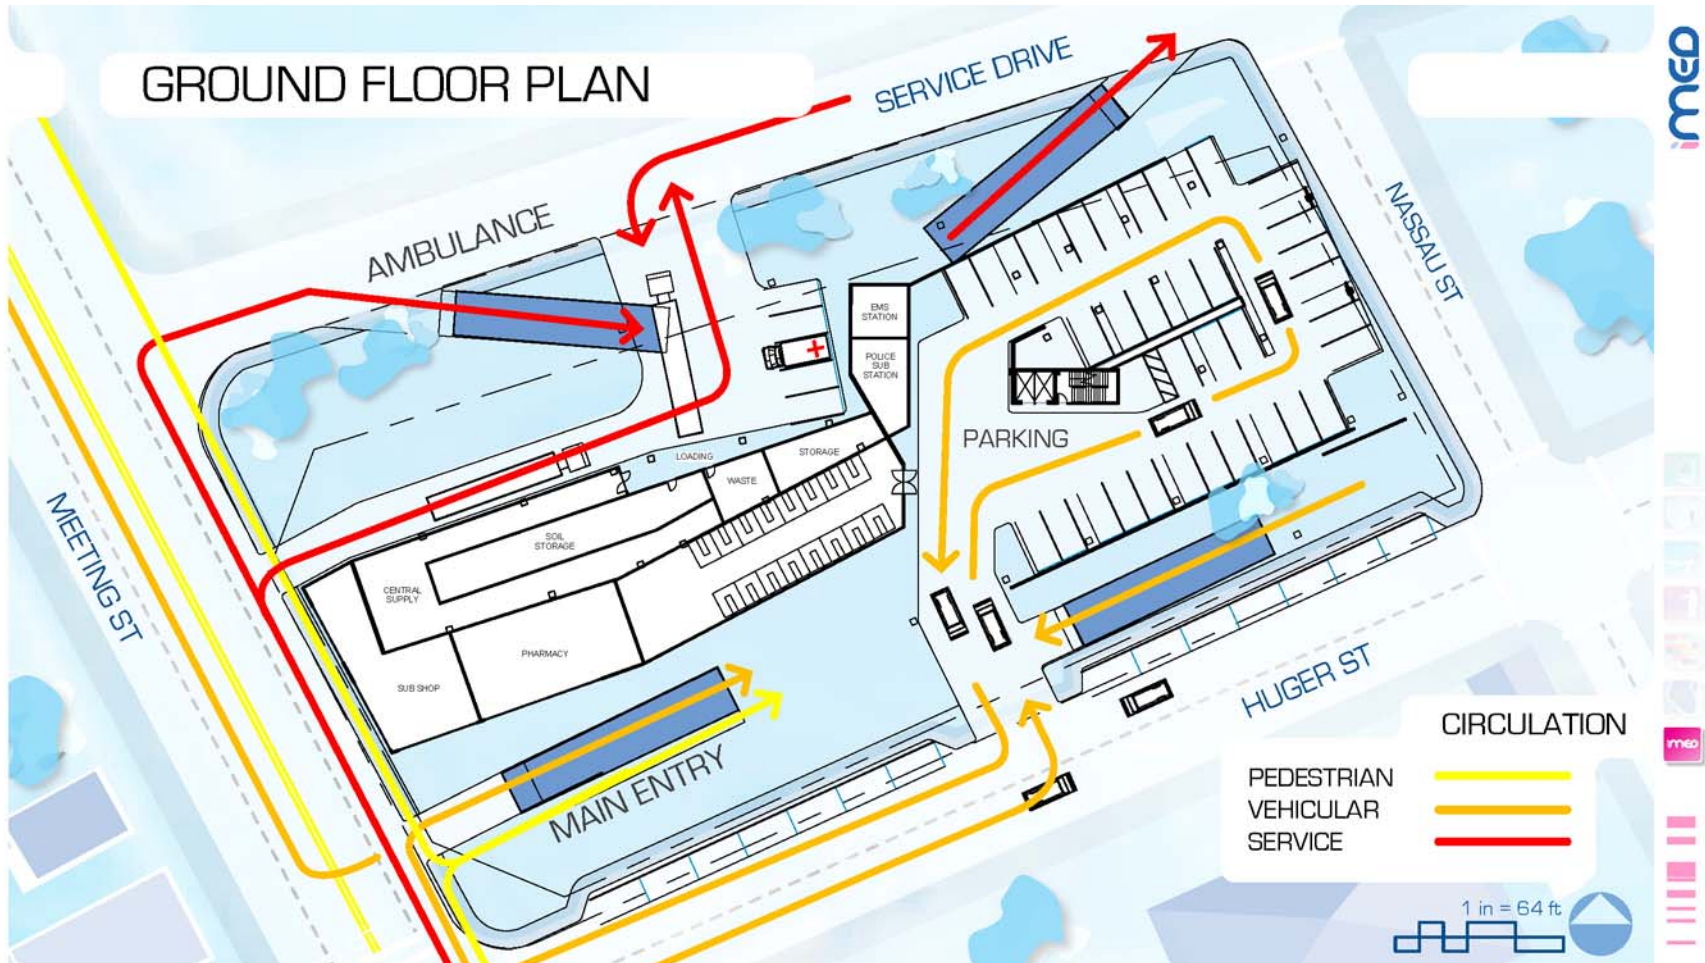 GROUND FLOOR PLAN
SERVICE DRIVE
imeD
AMBULANCE
NASSAU ST
EMS
STATION
POLICE
SUB
STATION
PARKING
LOADING
STORAGE
WASTE
SOIL
STORAGE
CENTRAL
SUPPLY
PHARMACY
SUB SHOP
MEETING ST
MAIN ENTRY
HUGER ST
CIRCULATION
PEDESTRIAN
VEHICULAR
SERVICE
imeD
1 in = 64 ft